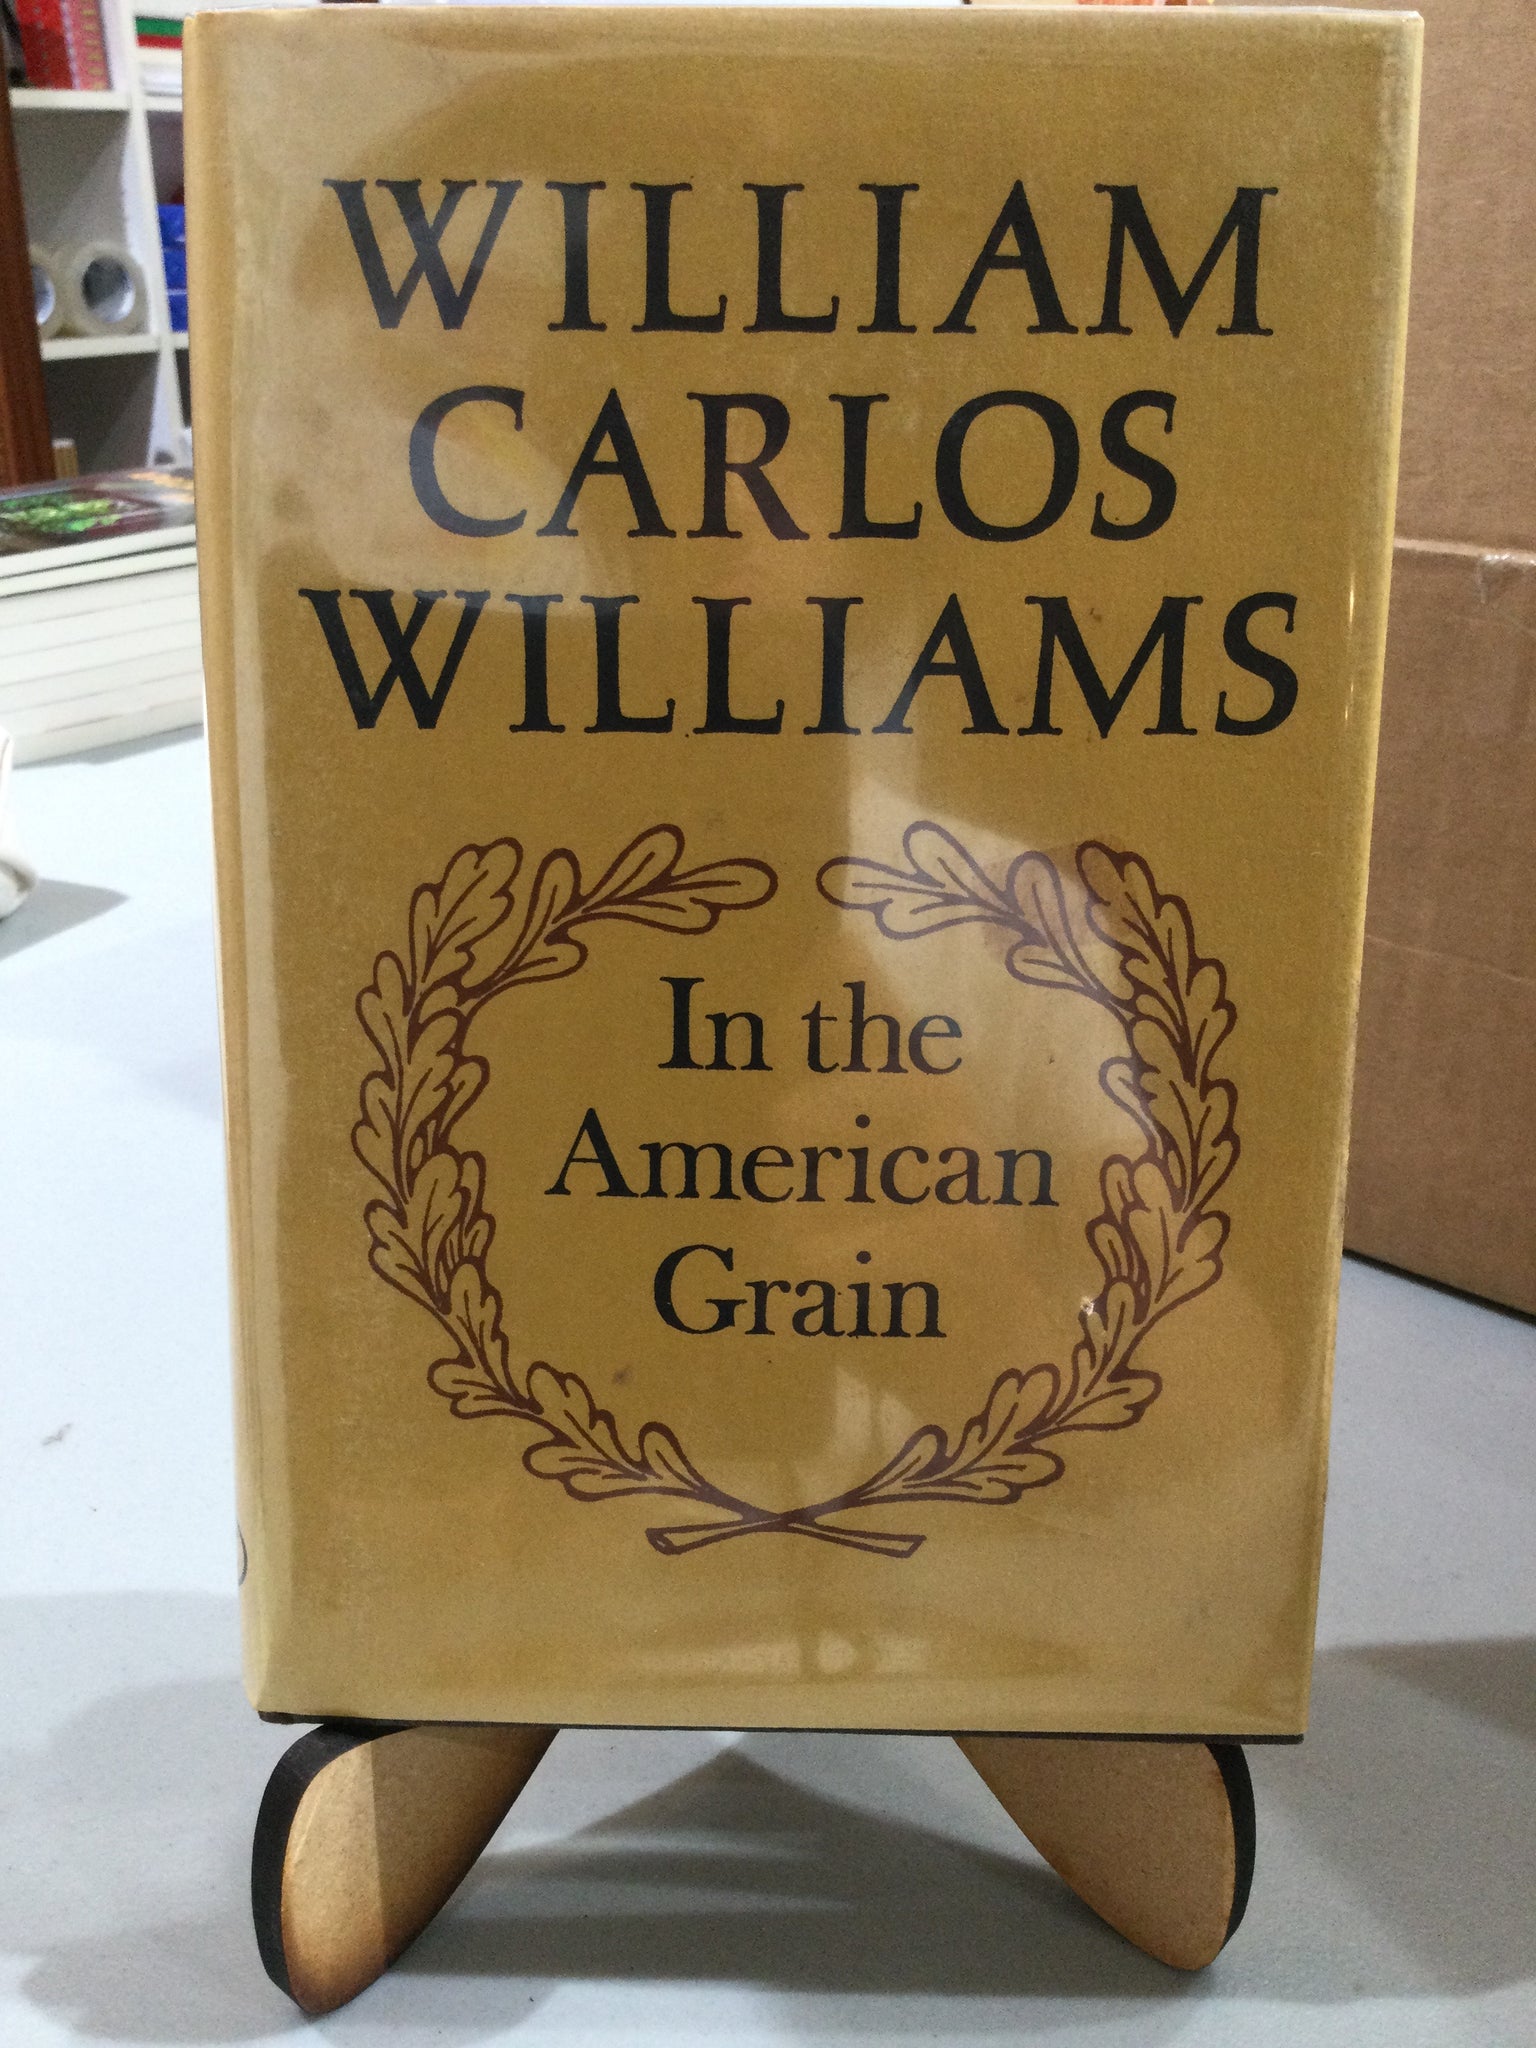 WILLIAM
CARLOS
WILLIAMS
In the
American
Grain